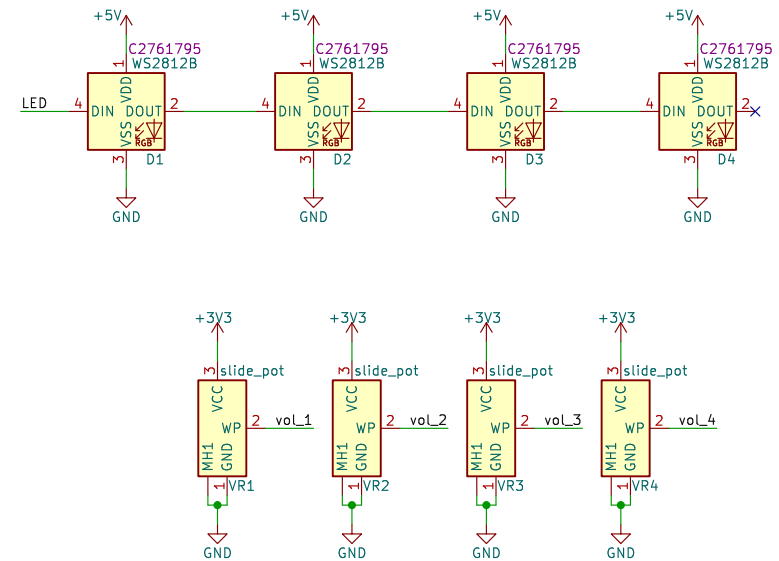 +5V +5V +5V +5V
C2761795 C2761795 C2761795 C2761795
WS2812B WS2812B WS2812B WS2812B
1 1 1 1
VDD VDD VDD VDD
LED 4 DIN DOUT 2 4 DIN DOUT 2 4 DIN DOUT 2 4 DIN DOUT 2
VSS VSS VSS VSS
RGB RGB RGB RGB
3 D1 3 D2 3 D3 3 D4
GND GND GND GND
+3V3 +3V3 +3V3 +3V3
3 slide_pot 3 slide_pot 3 slide_pot 3 slide_pot
VCC VCC VCC VCC
WP 2 vol_1 WP 2 vol_2 WP 2 vol_3 WP 2 vol_4
MH1 GND MH1 GND MH1 GND MH1 GND
1 VR1 1 VR2 1 VR3 1 VR4
GND GND GND GND